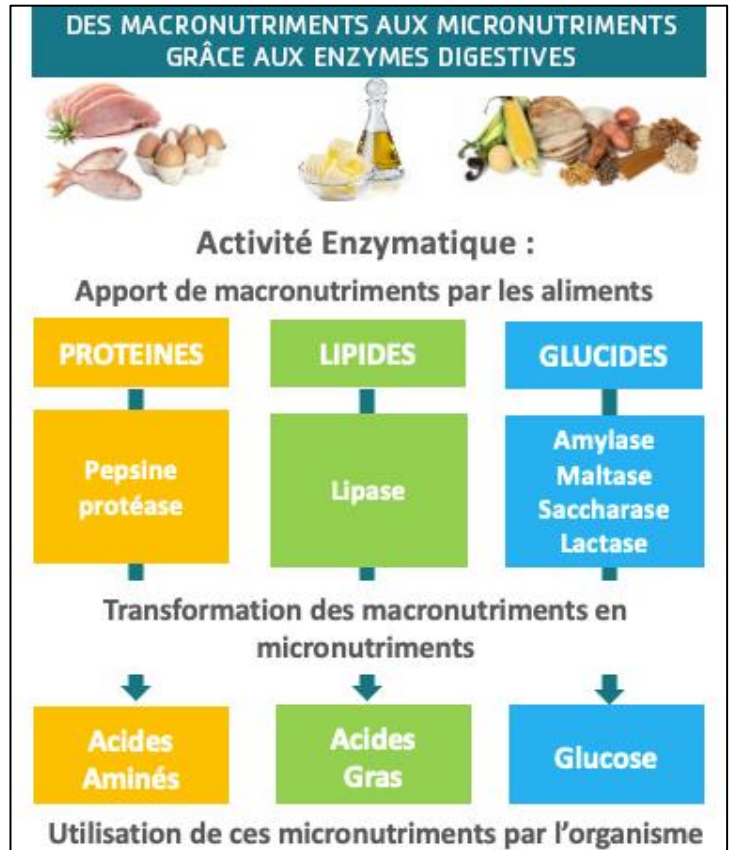 DES MACRONUTRIMENTS AUX MICRONUTRIMENTS
GRÂCE AUX ENZYMES DIGESTIVES
Activité Enzymatique :
Apport de macronutriments par les aliments
PROTEINES
LIPIDES
GLUCIDES
Pepsine
protéase
Lipase
Amylase
Maltase
Saccharase
Lactase
Transformation des macronutriments en
micronutriments
Acides
Aminés
Acides
Gras
Glucose
Utilisation de ces micronutriments par l'organisme